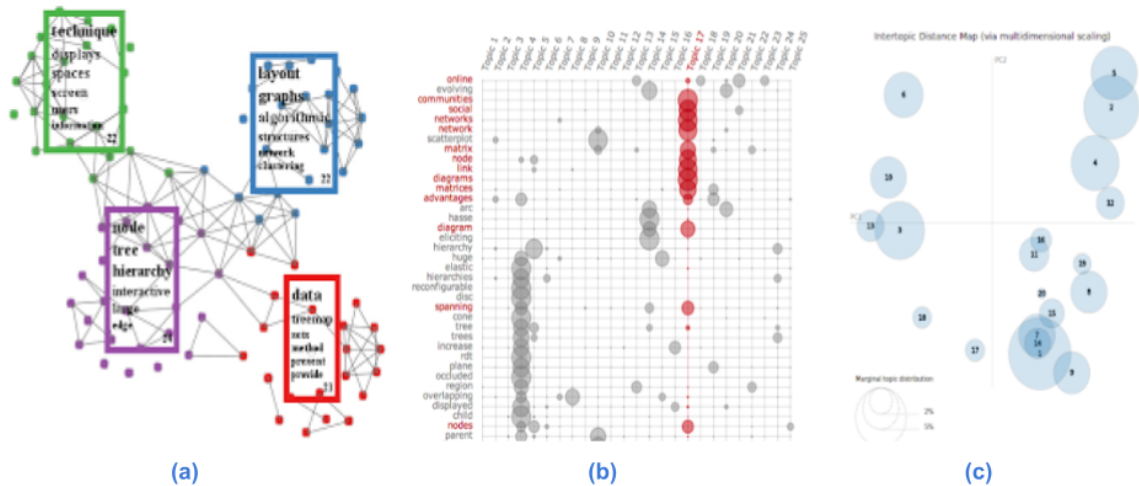 technique
displays
spaces
screen
users
information
22
layout
graphs
algorithmic
structures
network
clustering
22
node
tree
hierarchy
interactive
large
edge
24
data
treemap
sets
method
present
provide
21
Topic 1
Topic 2
Topic 3
Topic 4
Topic 5
Topic 6
Topic 7
Topic 8
Topic 9
Topic 10
Topic 11
Topic 12
Topic 13
Topic 14
Topic 15
Topic 16
Topic 17
Topic 18
Topic 19
Topic 20
Topic 21
Topic 22
Topic 23
Topic 24
Topic 25
online
evolving
communities
social
networks
network
scatterplot
matrix
node
link
diagrams
matrices
advantages
arc
hasse
diagram
eliciting
hierarchy
huge
elastic
hierarchies
reconfigurable
disc
spanning
cone
tree
trees
increase
rdt
plane
occluded
region
overlapping
displayed
child
nodes
parent
Intertopic Distance Map (via multidimensional scaling)
PC2
5
6
2
4
10
12
13
3
16
11
19
8
20
15
18
7
14
17
1
9
PC1
Marginal topic distribution
2%
5%
(a)
(b)
(c)